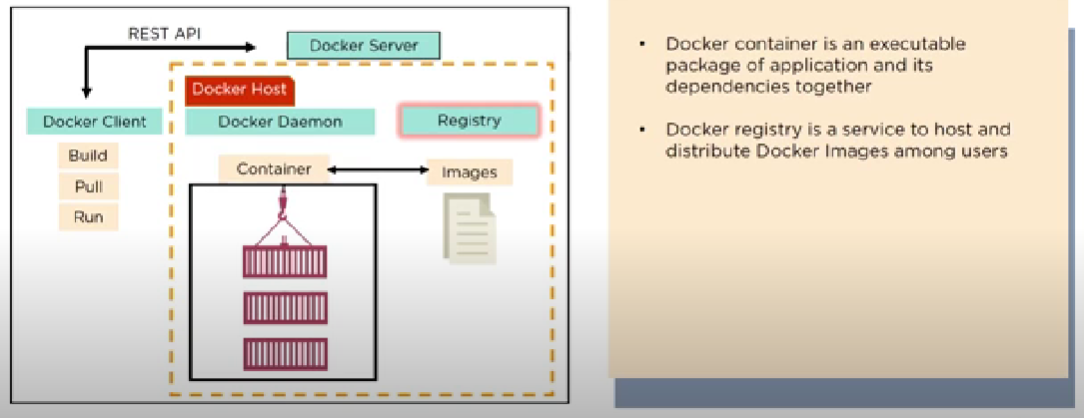 REST API
Docker Server
Docker Host
Docker Client
Docker Daemon
Registry
Build
Pull
Run
Container
Images
• Docker container is an executable
package of application and its
dependencies together
• Docker registry is a service to host and
distribute Docker Images among users